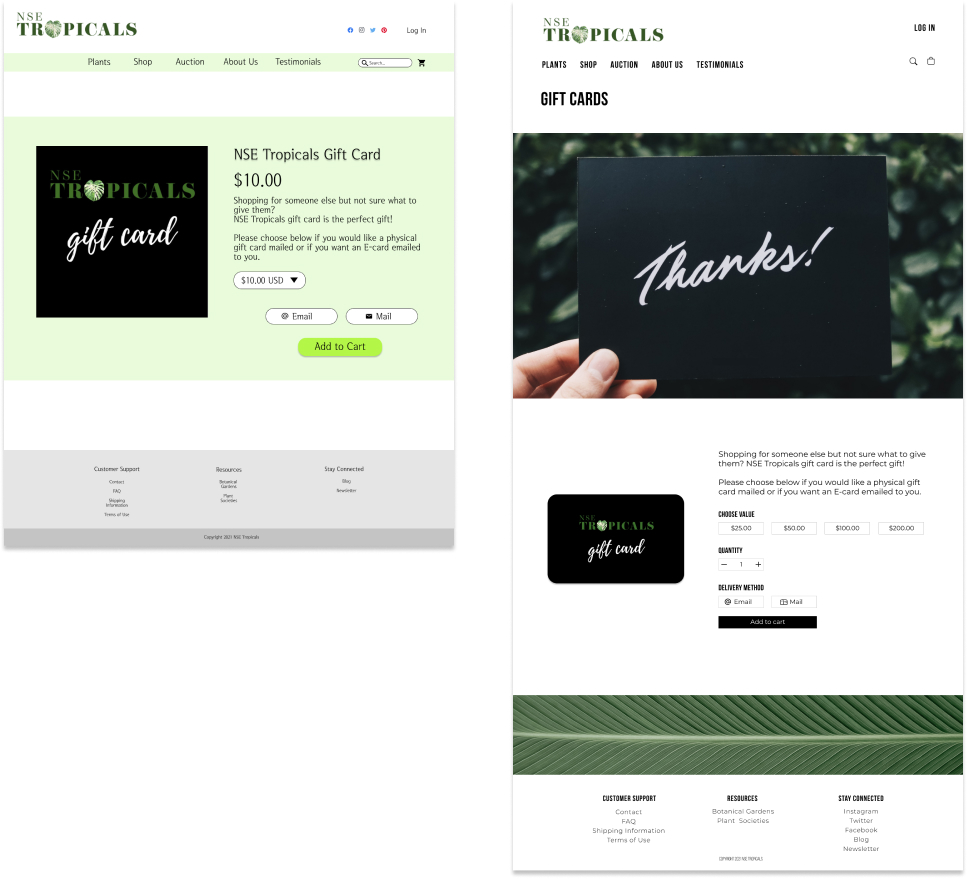 NSE
TROPICALS
Log In
Plants
Shop
Auction
About Us
Testimonials
Search...
NSE
TROPICALS
gift card
NSE Tropicals Gift Card
$10.00
Shopping for someone else but not sure what to
give them?
NSE Tropicals gift card is the perfect gift!
Please choose below if you would like a physical
gift card mailed or if you want an E-card emailed
to you.
$10.00 USD
@ Email
Mail
Add to Cart
Customer Support
Contact
FAQ
Shipping
Information
Terms of Use
Resources
Botanical
Gardens
Plant
Societies
Stay Connected
Blog
Newsletter
Copyright 2021 NSE Tropicals
NSE
TROPICALS
LOG IN
PLANTS
SHOP
AUCTION
ABOUT US
TESTIMONIALS
GIFT CARDS
Thanks!
NSE
TROPICALS
gift card
Shopping for someone else but not sure what to give
them? NSE Tropicals gift card is the perfect gift!
Please choose below if you would like a physical gift
card mailed or if you want an E-card emailed to you.
CHOOSE VALUE
$25.00
$50.00
$100.00
$200.00
QUANTITY
— 1 +
DELIVERY METHOD
@ Email
Mail
Add to cart
CUSTOMER SUPPORT
Contact
FAQ
Shipping Information
Terms of Use
RESOURCES
Botanical Gardens
Plant Societies
STAY CONNECTED
Instagram
Twitter
Facebook
Blog
Newsletter
COPYRIGHT 2021 NSE TROPICALS